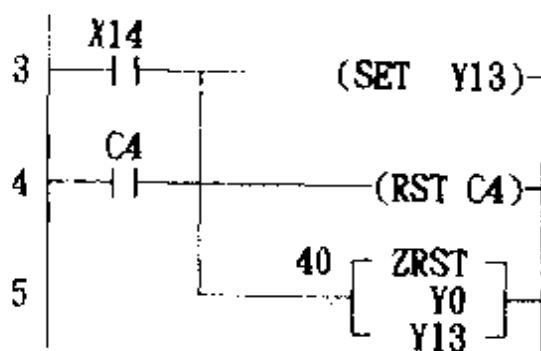 X14
3 (SET Y13)
C4
4 (RST C4)
40 ZRST
5 Y0
Y13